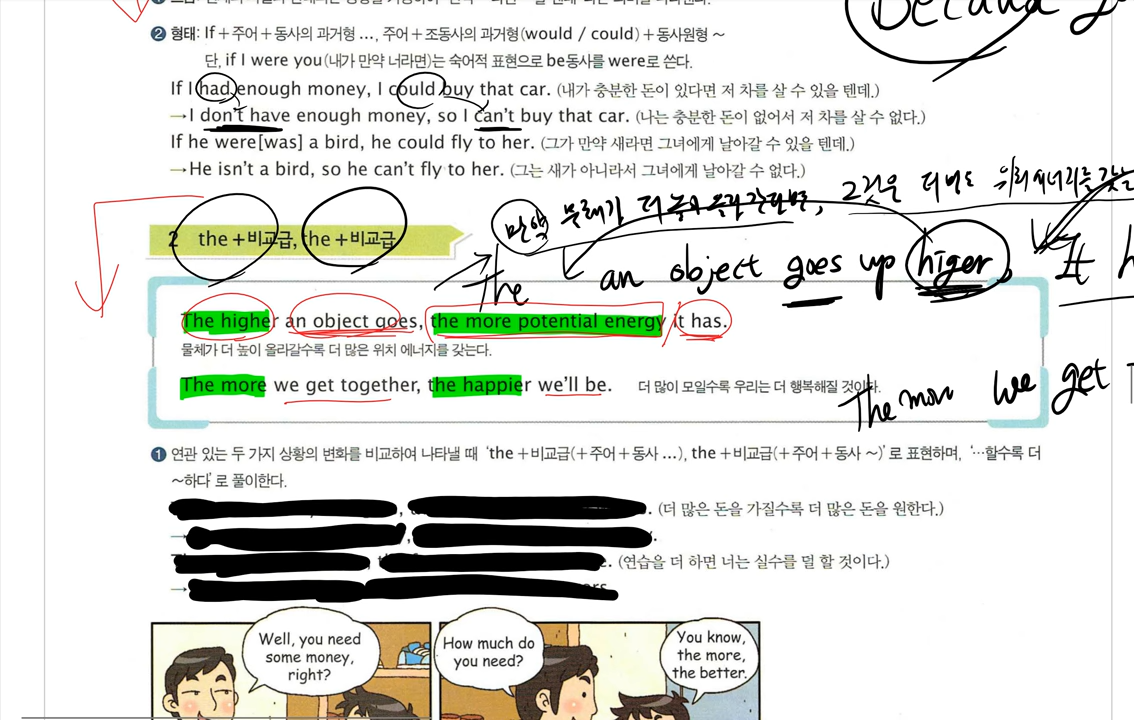 ② 형태: If + 주어 + 동사의 과거형 …, 주어 + 조동사의 과거형(would / could) + 동사원형 ~
단, if I were you(내가 만약 너라면)는 숙어적 표현으로 be동사를 were로 쓴다.
If I had enough money, I could buy that car. (내가 충분한 돈이 있다면 저 차를 살 수 있을 텐데.)
→ I don't have enough money, so I can't buy that car. (나는 충분한 돈이 없어서 저 차를 살 수 없다.)
If he were[was] a bird, he could fly to her. (그가 만약 새라면 그녀에게 날아갈 수 있을 텐데.)
→ He isn't a bird, so he can't fly to her. (그는 새가 아니라서 그녀에게 날아갈 수 없다.)
만약 물체가 더 높이 올라간다면, 그것은 더
2 the + 비교급, the + 비교급
The an object goes up higer, It h
The higher an object goes, the more potential energy it has.
물체가 더 높이 올라갈수록 더 많은 위치 에너지를 갖는다.
The more we get together, the happier we'll be. 더 많이 모일수록 우리는 더 행복해질 것이다.
The more we get T
① 연관 있는 두 가지 상황의 변화를 비교하여 나타낼 때 'the + 비교급(+ 주어 + 동사 …), the + 비교급(+ 주어 + 동사 ~)'로 표현하며, '…할수록 더
~하다'로 풀이한다.
(더 많은 돈을 가질수록 더 많은 돈을 원한다.)
→
(연습을 더 하면 너는 실수를 덜 할 것이다.)
→
Well, you need
some money,
right?
How much do
you need?
You know,
the more,
the better.